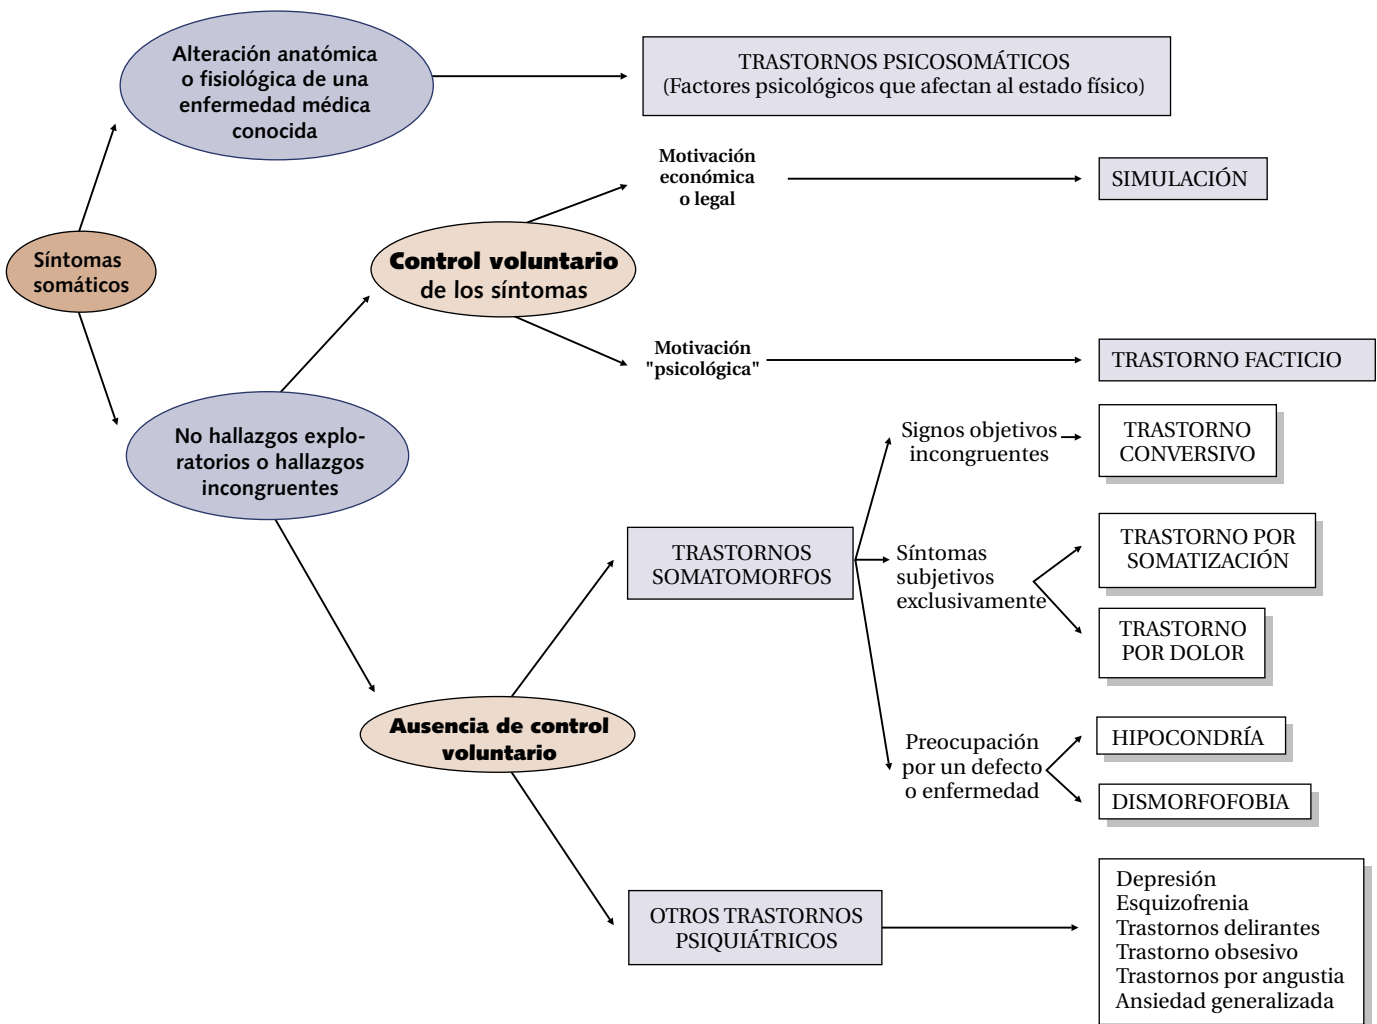 Alteración anatómica
o fisiológica de una
enfermedad médica
conocida
TRASTORNOS PSICOSOMÁTICOS
(Factores psicológicos que afectan al estado físico)
Motivación
económica
o legal
SIMULACIÓN
Síntomas
somáticos
Control voluntario
de los síntomas
Motivación
"psicológica"
TRASTORNO FACTICIO
No hallazgos explo-
ratorios o hallazgos
incongruentes
Signos objetivos
incongruentes
TRASTORNO
CONVERSIVO
TRASTORNOS
SOMATOMORFOS
Síntomas
subjetivos
exclusivamente
TRASTORNO POR
SOMATIZACIÓN
TRASTORNO
POR DOLOR
Ausencia de control
voluntario
Preocupación
por un defecto
o enfermedad
HIPOCONDRÍA
DISMORFOFOBIA
OTROS TRASTORNOS
PSIQUIÁTRICOS
Depresión
Esquizofrenia
Trastornos delirantes
Trastorno obsesivo
Trastornos por angustia
Ansiedad generalizada